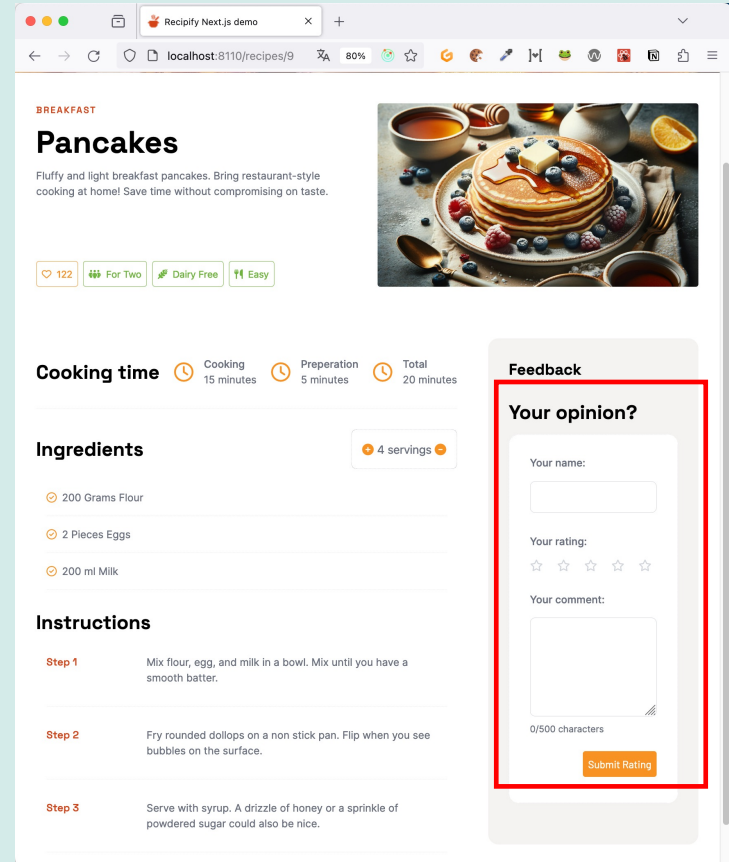 Recipify Next.js demo
localhost:8110/recipes/9
80%
BREAKFAST
Pancakes
Fluffy and light breakfast pancakes. Bring restaurant-style
cooking at home! Save time without compromising on taste.
122
For Two
Dairy Free
Easy
Cooking time
Cooking
15 minutes
Preperation
5 minutes
Total
20 minutes
Ingredients
4 servings
200 Grams Flour
2 Pieces Eggs
200 ml Milk
Instructions
Step 1
Mix flour, egg, and milk in a bowl. Mix until you have a
smooth batter.
Step 2
Fry rounded dollops on a non stick pan. Flip when you see
bubbles on the surface.
Step 3
Serve with syrup. A drizzle of honey or a sprinkle of
powdered sugar could also be nice.
Feedback
Your opinion?
Your name:
Your rating:
Your comment:
0/500 characters
Submit Rating